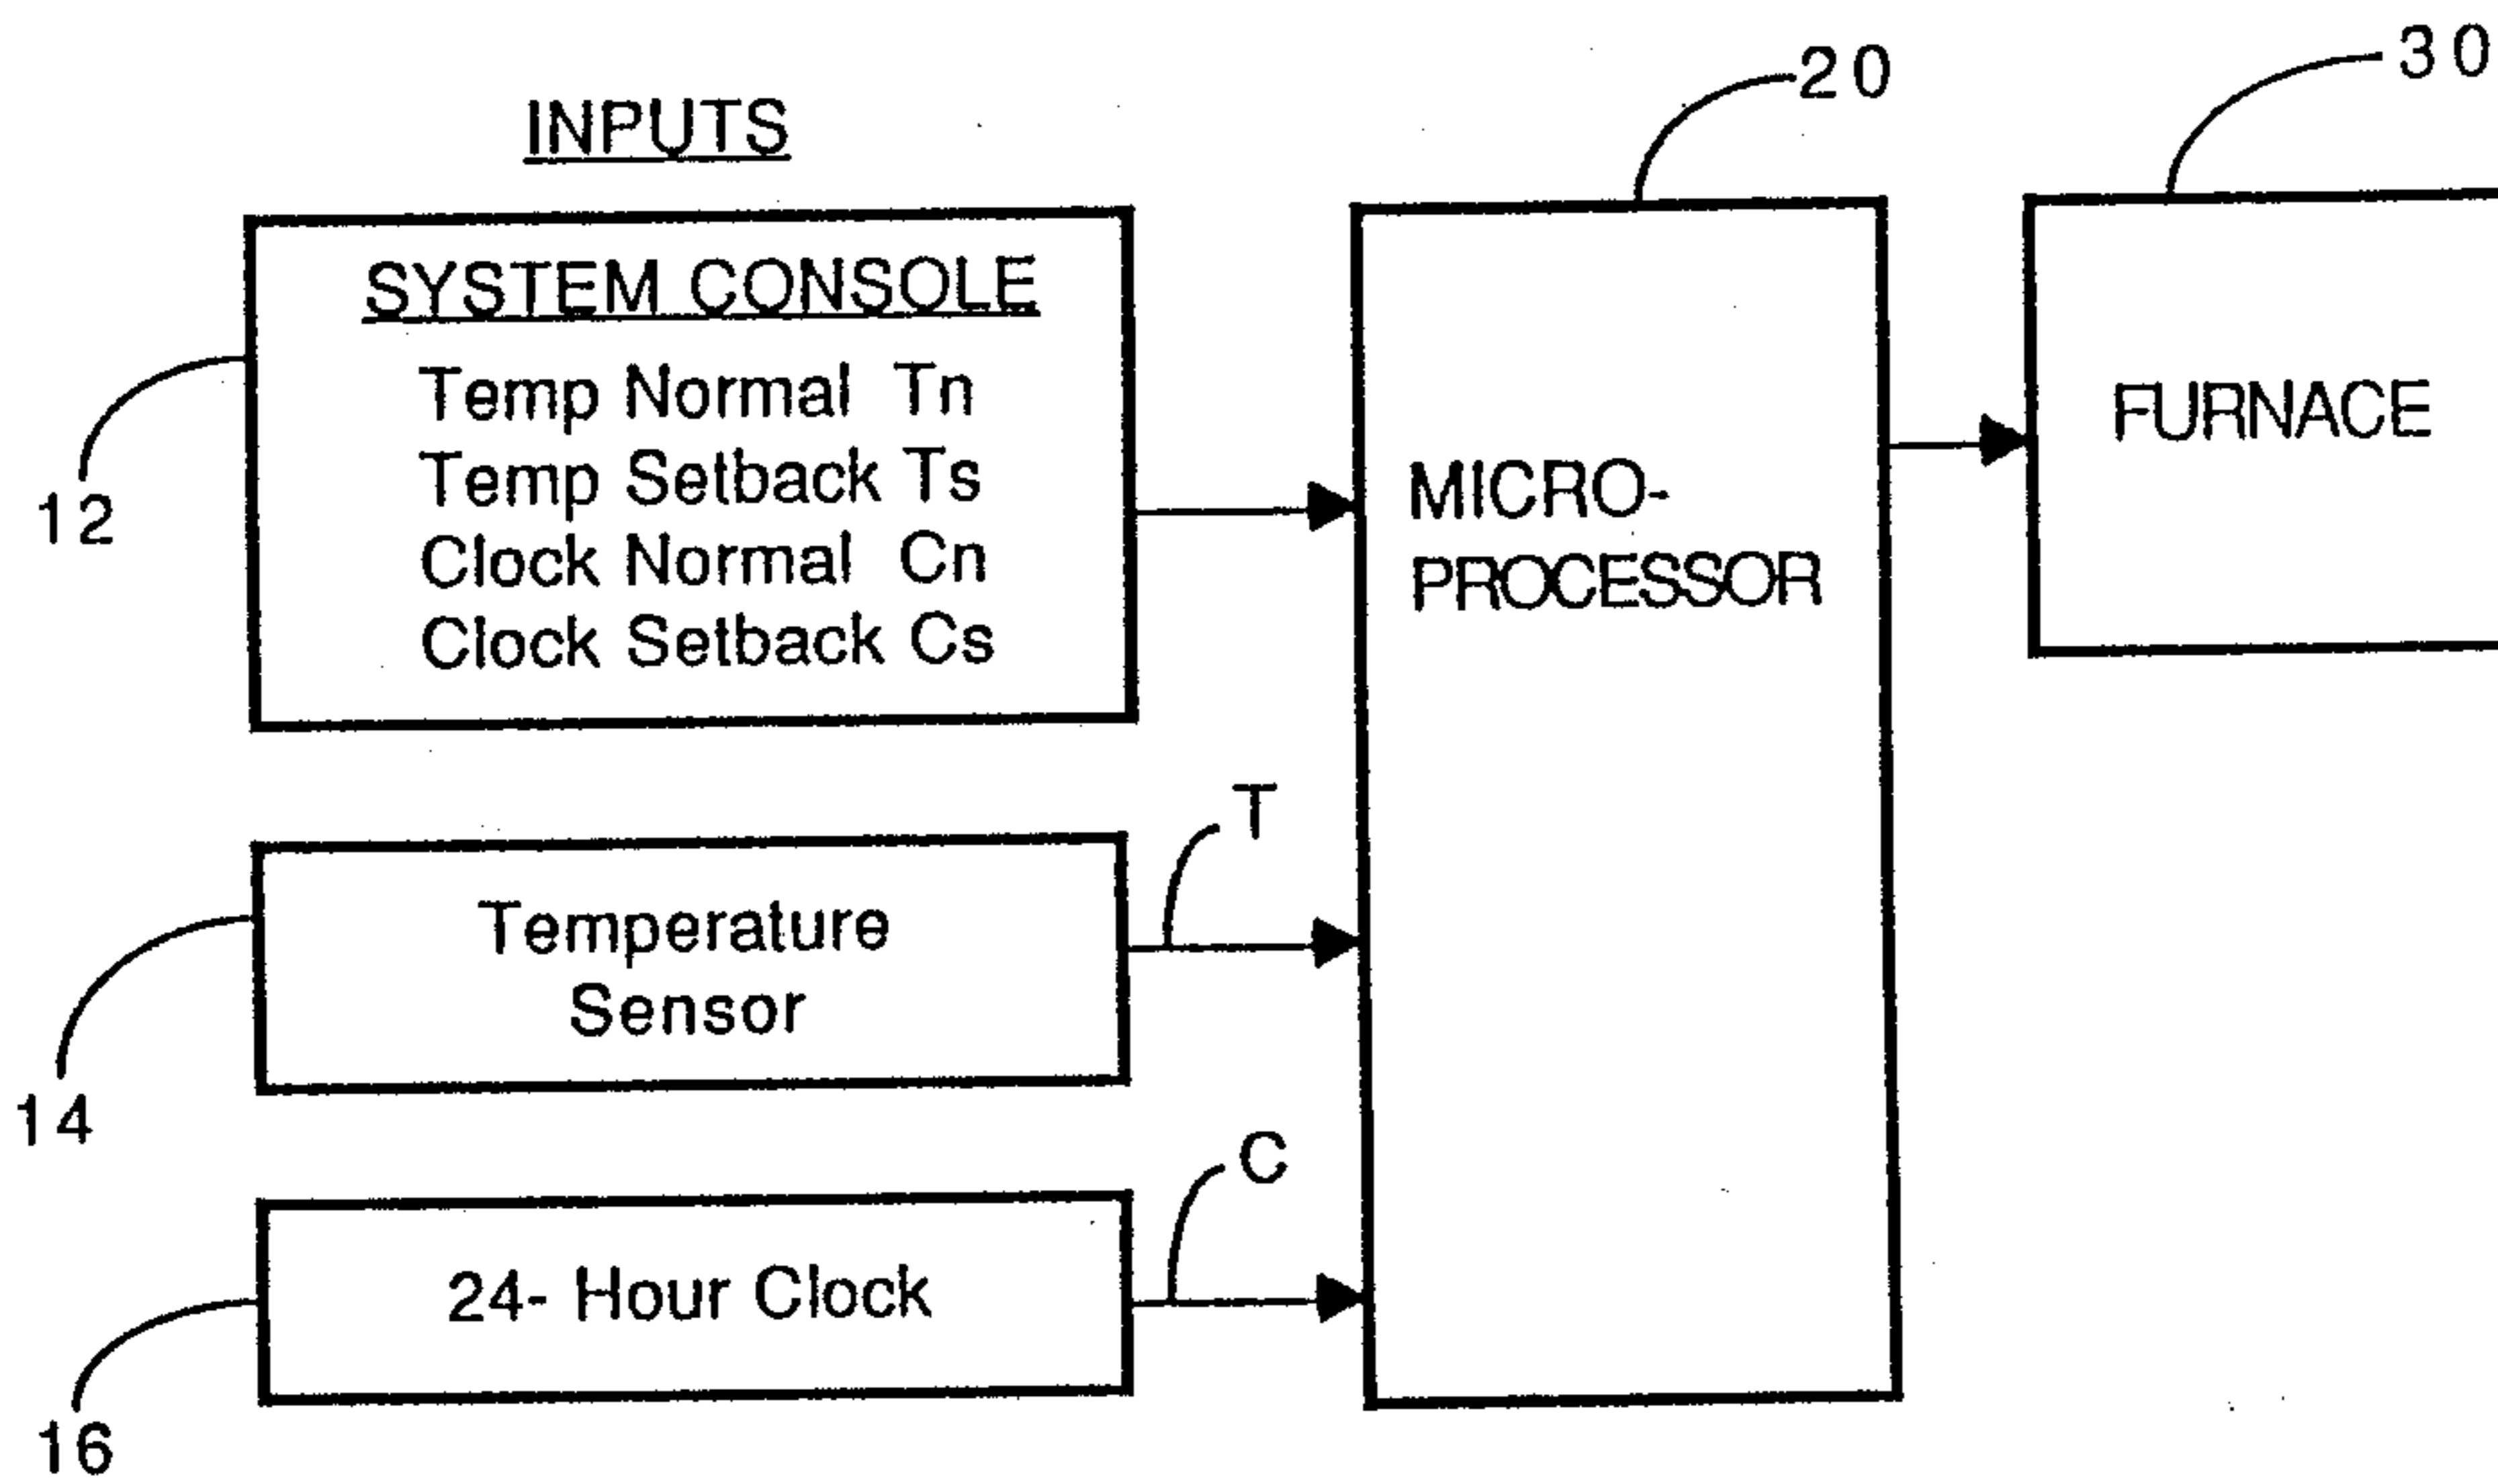 INPUTS
20
30
SYSTEM CONSOLE
Temp Normal Tn
Temp Setback Ts
Clock Normal Cn
Clock Setback Cs
12
MICRO-
PROCESSOR
FURNACE
T
Temperature
Sensor
14
C
24- Hour Clock
16